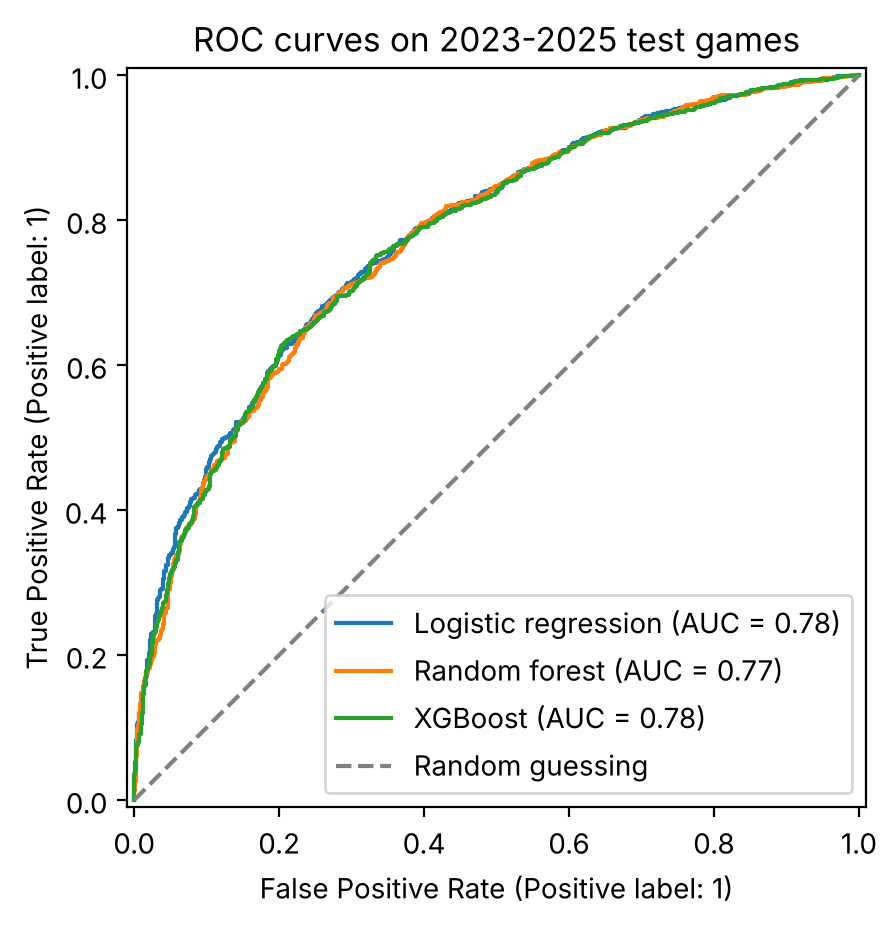 ROC curves on 2023-2025 test games
1.0
0.8
0.6
0.4
0.2
0.0
True Positive Rate (Positive label: 1)
Logistic regression (AUC = 0.78)
Random forest (AUC = 0.77)
XGBoost (AUC = 0.78)
Random guessing
0.0 0.2 0.4 0.6 0.8 1.0
False Positive Rate (Positive label: 1)